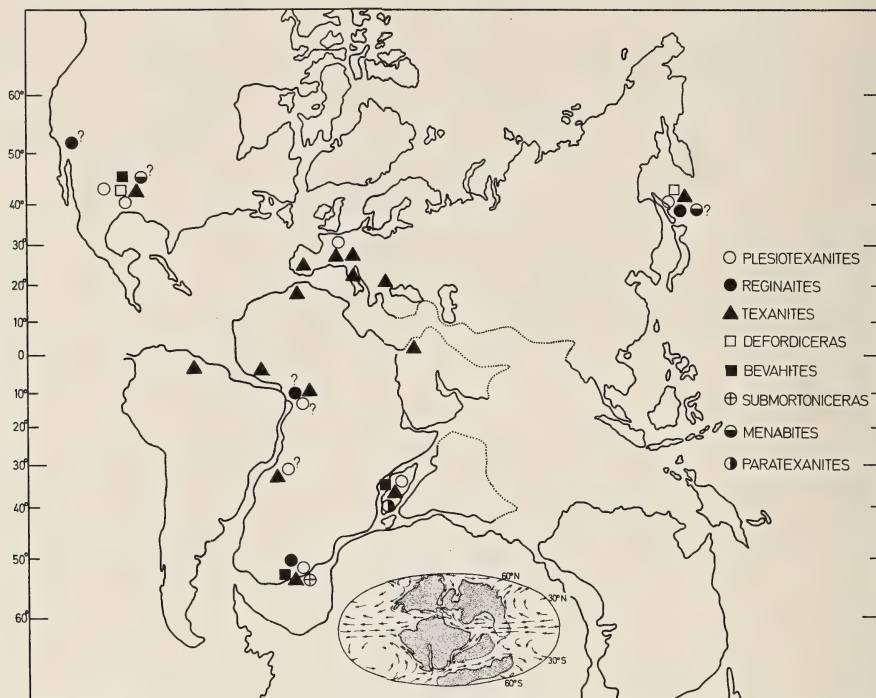 60°
50°
40°
30°
20°
10°
0
10°
20°
30°
40°
50°
60°
?
?
?
?
?
?
PLESIOTEXANITES
REGINAITES
TEXANITES
DEFORDICERAS
BEVAHITES
SUBMORTONICERAS
MENABITES
PARATEXANITES
60°N
30°N
30°S
60°S